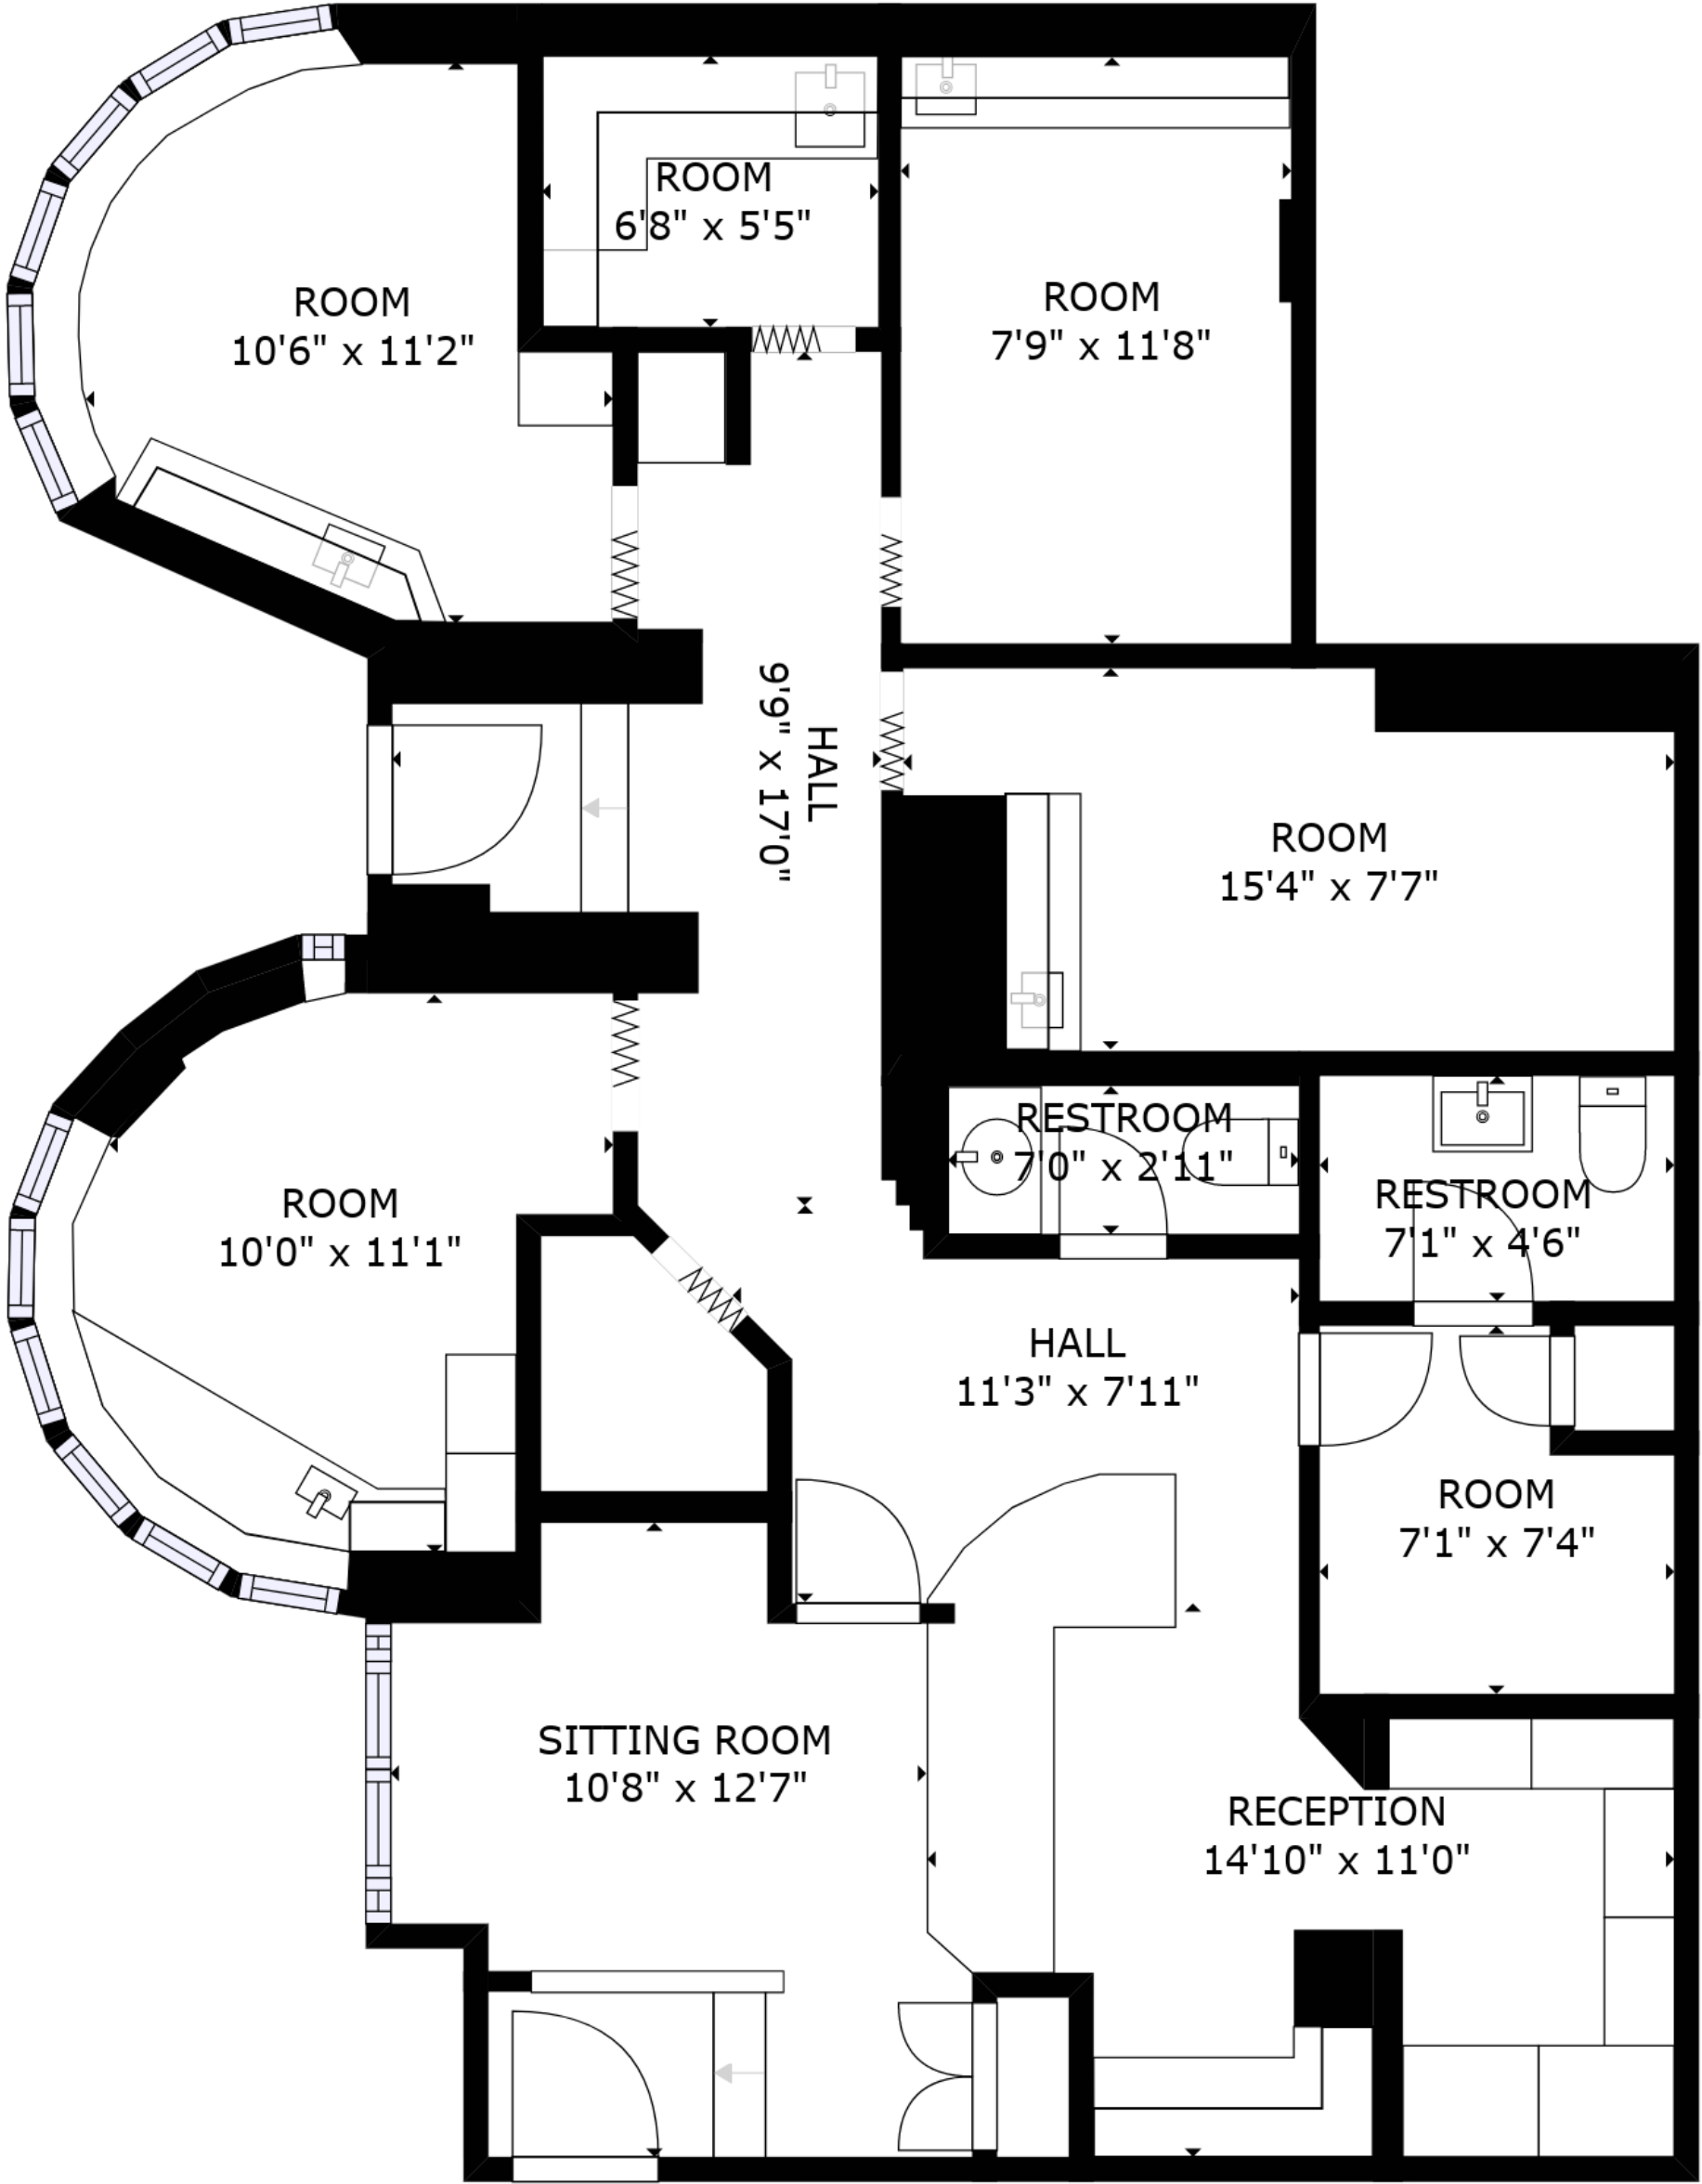 ROOM
6'8" x 5'5"
ROOM
10'6" x 11'2"
ROOM
7'9" x 11'8"
HALL
9'9" x 17'0"
ROOM
15'4" x 7'7"
RESTROOM
7'0" x 2'11"
RESTROOM
7'1" x 4'6"
ROOM
10'0" x 11'1"
HALL
11'3" x 7'11"
ROOM
7'1" x 7'4"
SITTING ROOM
10'8" x 12'7"
RECEPTION
14'10" x 11'0"